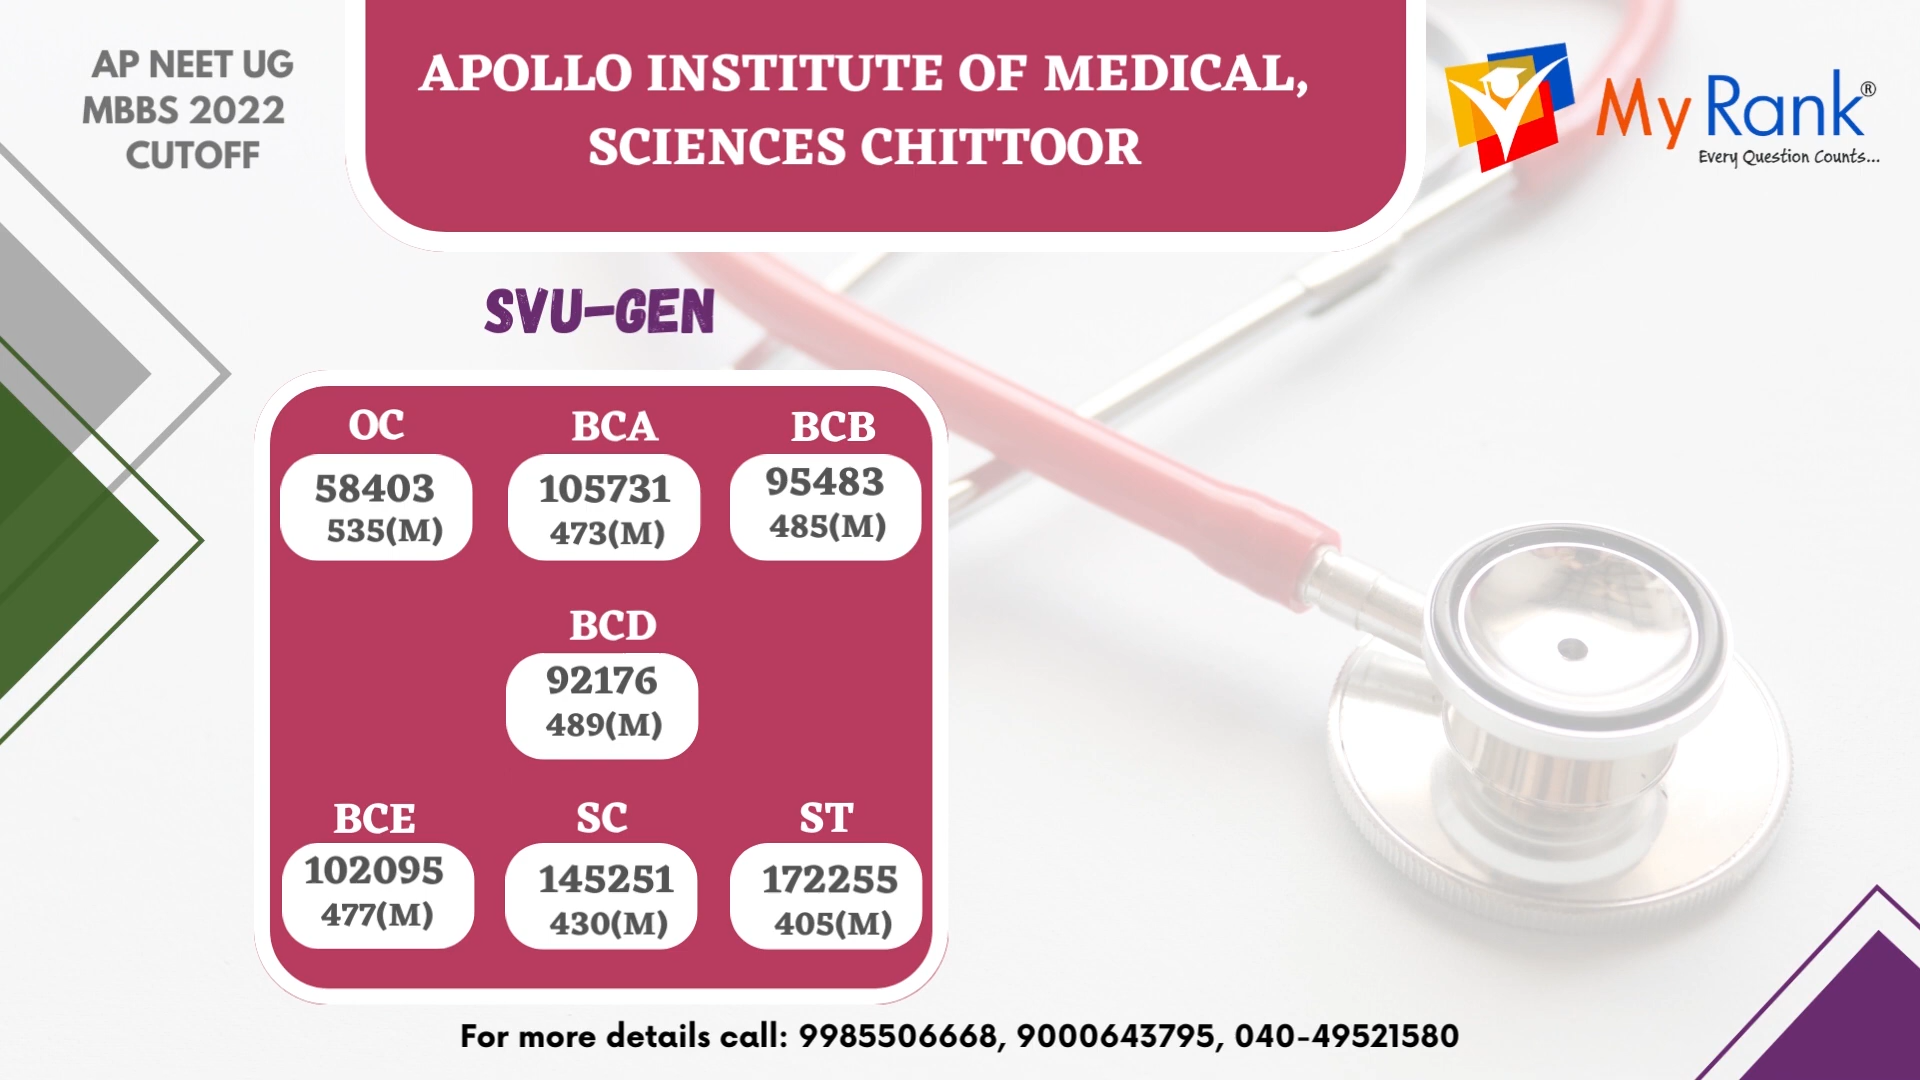 AP NEET UG
MBBS 2022
CUTOFF
APOLLO INSTITUTE OF MEDICAL,
SCIENCES CHITTOOR
My Rank®
Every Question Counts...
SVU-GEN
OC BCA BCB
58403 105731 95483
535(M) 473(M) 485(M)
BCD
92176
489(M)
BCE SC ST
102095 145251 172255
477(M) 430(M) 405(M)
For more details call: 9985506668, 9000643795, 040-49521580